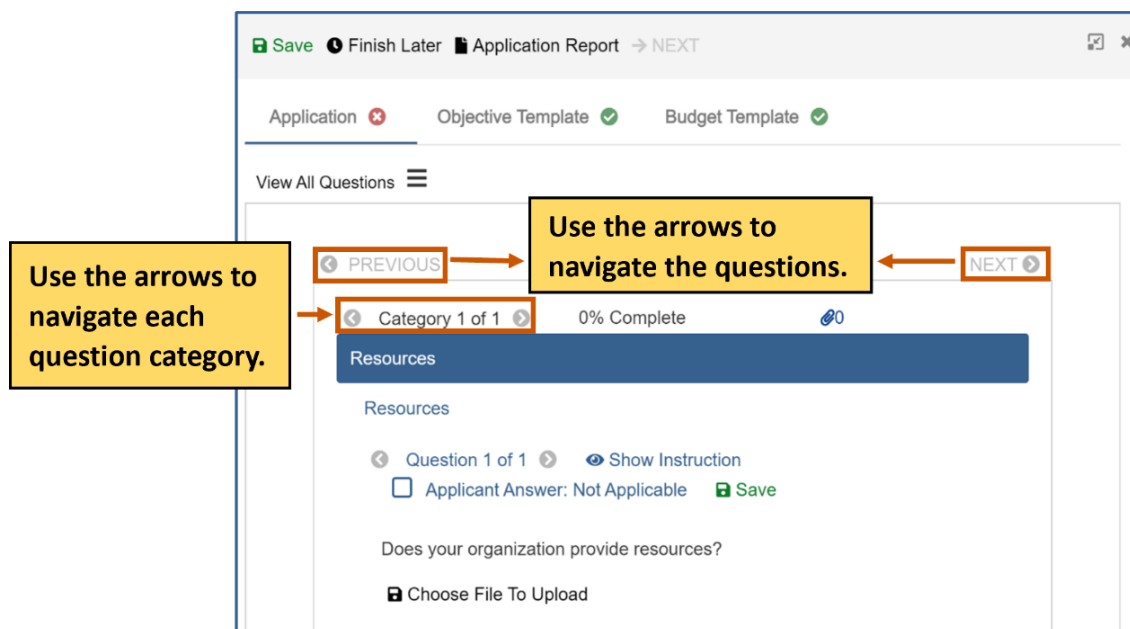 Save Finish Later Application Report NEXT
Application Objective Template Budget Template
View All Questions
Use the arrows to
navigate the questions.
PREVIOUS
NEXT
Use the arrows to
navigate each
question category.
Category 1 of 1 0% Complete 0
Resources
Resources
Question 1 of 1 Show Instruction
Applicant Answer: Not Applicable Save
Does your organization provide resources?
Choose File To Upload